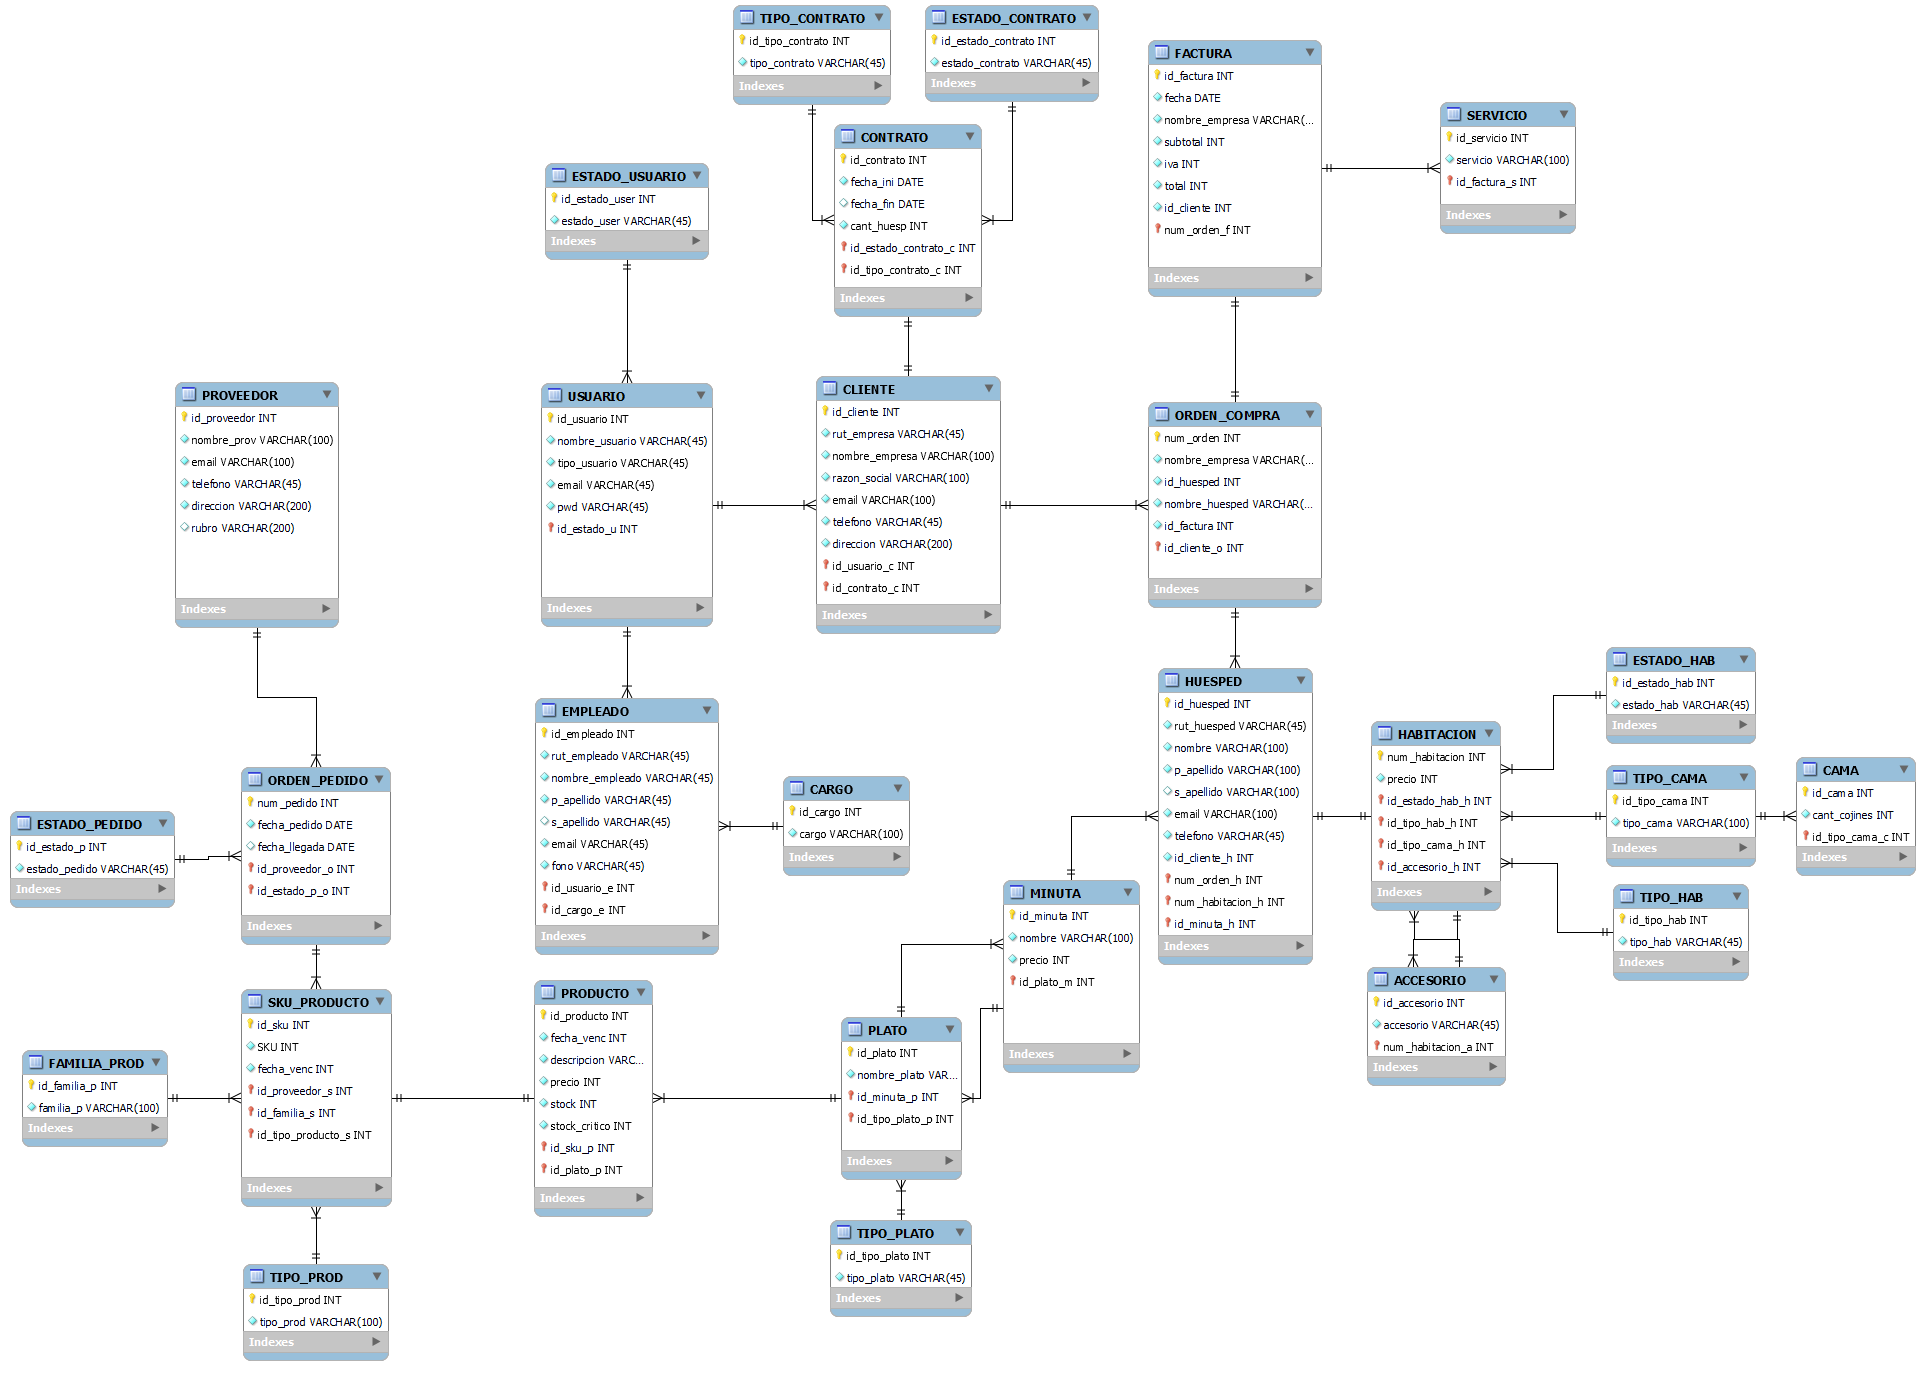 TIPO_CONTRATO
id_tipo_contrato INT
tipo_contrato VARCHAR(45)
Indexes
ESTADO_CONTRATO
id_estado_contrato INT
estado_contrato VARCHAR(45)
Indexes
FACTURA
id_factura INT
fecha DATE
nombre_empresa VARCHAR(...
subtotal INT
iva INT
total INT
id_cliente INT
num_orden_f INT
Indexes
SERVICIO
id_servicio INT
servicio VARCHAR(100)
id_factura_s INT
Indexes
CONTRATO
id_contrato INT
fecha_ini DATE
fecha_fin DATE
cant_huesp INT
id_estado_contrato_c INT
id_tipo_contrato_c INT
Indexes
ESTADO_USUARIO
id_estado_user INT
estado_user VARCHAR(45)
Indexes
PROVEEDOR
id_proveedor INT
nombre_prov VARCHAR(100)
email VARCHAR(100)
telefono VARCHAR(45)
direccion VARCHAR(200)
rubro VARCHAR(200)
Indexes
USUARIO
id_usuario INT
nombre_usuario VARCHAR(45)
tipo_usuario VARCHAR(45)
email VARCHAR(45)
pwd VARCHAR(45)
id_estado_u INT
Indexes
CLIENTE
id_cliente INT
rut_empresa VARCHAR(45)
nombre_empresa VARCHAR(100)
razon_social VARCHAR(100)
email VARCHAR(100)
telefono VARCHAR(45)
direccion VARCHAR(200)
id_usuario_c INT
id_contrato_c INT
Indexes
ORDEN_COMPRA
num_orden INT
nombre_empresa VARCHAR(...
id_huesped INT
nombre_huesped VARCHAR(...
id_factura INT
id_cliente_o INT
Indexes
HUESPED
id_huesped INT
rut_huesped VARCHAR(45)
nombre VARCHAR(100)
p_apellido VARCHAR(100)
s_apellido VARCHAR(100)
email VARCHAR(100)
telefono VARCHAR(45)
id_cliente_h INT
num_orden_h INT
num_habitacion_h INT
id_minuta_h INT
Indexes
HABITACION
num_habitacion INT
precio INT
id_estado_hab_h INT
id_tipo_hab_h INT
id_tipo_cama_h INT
id_accesorio_h INT
Indexes
ESTADO_HAB
id_estado_hab INT
estado_hab VARCHAR(45)
Indexes
TIPO_CAMA
id_tipo_cama INT
tipo_cama VARCHAR(100)
Indexes
CAMA
id_cama INT
cant_cojines INT
id_tipo_cama_c INT
Indexes
TIPO_HAB
id_tipo_hab INT
tipo_hab VARCHAR(45)
Indexes
ACCESORIO
id_accesorio INT
accesorio VARCHAR(45)
num_habitacion_a INT
Indexes
EMPLEADO
id_empleado INT
rut_empleado VARCHAR(45)
nombre_empleado VARCHAR(45)
p_apellido VARCHAR(45)
s_apellido VARCHAR(45)
email VARCHAR(45)
fono VARCHAR(45)
id_usuario_e INT
id_cargo_e INT
Indexes
CARGO
id_cargo INT
cargo VARCHAR(100)
Indexes
ORDEN_PEDIDO
num_pedido INT
fecha_pedido DATE
fecha_llegada DATE
id_proveedor_o INT
id_estado_p_o INT
Indexes
ESTADO_PEDIDO
id_estado_p INT
estado_pedido VARCHAR(45)
Indexes
MINUTA
id_minuta INT
nombre VARCHAR(100)
precio INT
id_plato_m INT
Indexes
SKU_PRODUCTO
id_sku INT
SKU INT
fecha_venc INT
id_proveedor_s INT
id_familia_s INT
id_tipo_producto_s INT
Indexes
PRODUCTO
id_producto INT
fecha_venc INT
descripcion VARC...
precio INT
stock INT
stock_critico INT
id_sku_p INT
id_plato_p INT
Indexes
PLATO
id_plato INT
nombre_plato VAR...
id_minuta_p INT
id_tipo_plato_p INT
Indexes
FAMILIA_PROD
id_familia_p INT
familia_p VARCHAR(100)
Indexes
TIPO_PLATO
id_tipo_plato INT
tipo_plato VARCHAR(45)
Indexes
TIPO_PROD
id_tipo_prod INT
tipo_prod VARCHAR(100)
Indexes